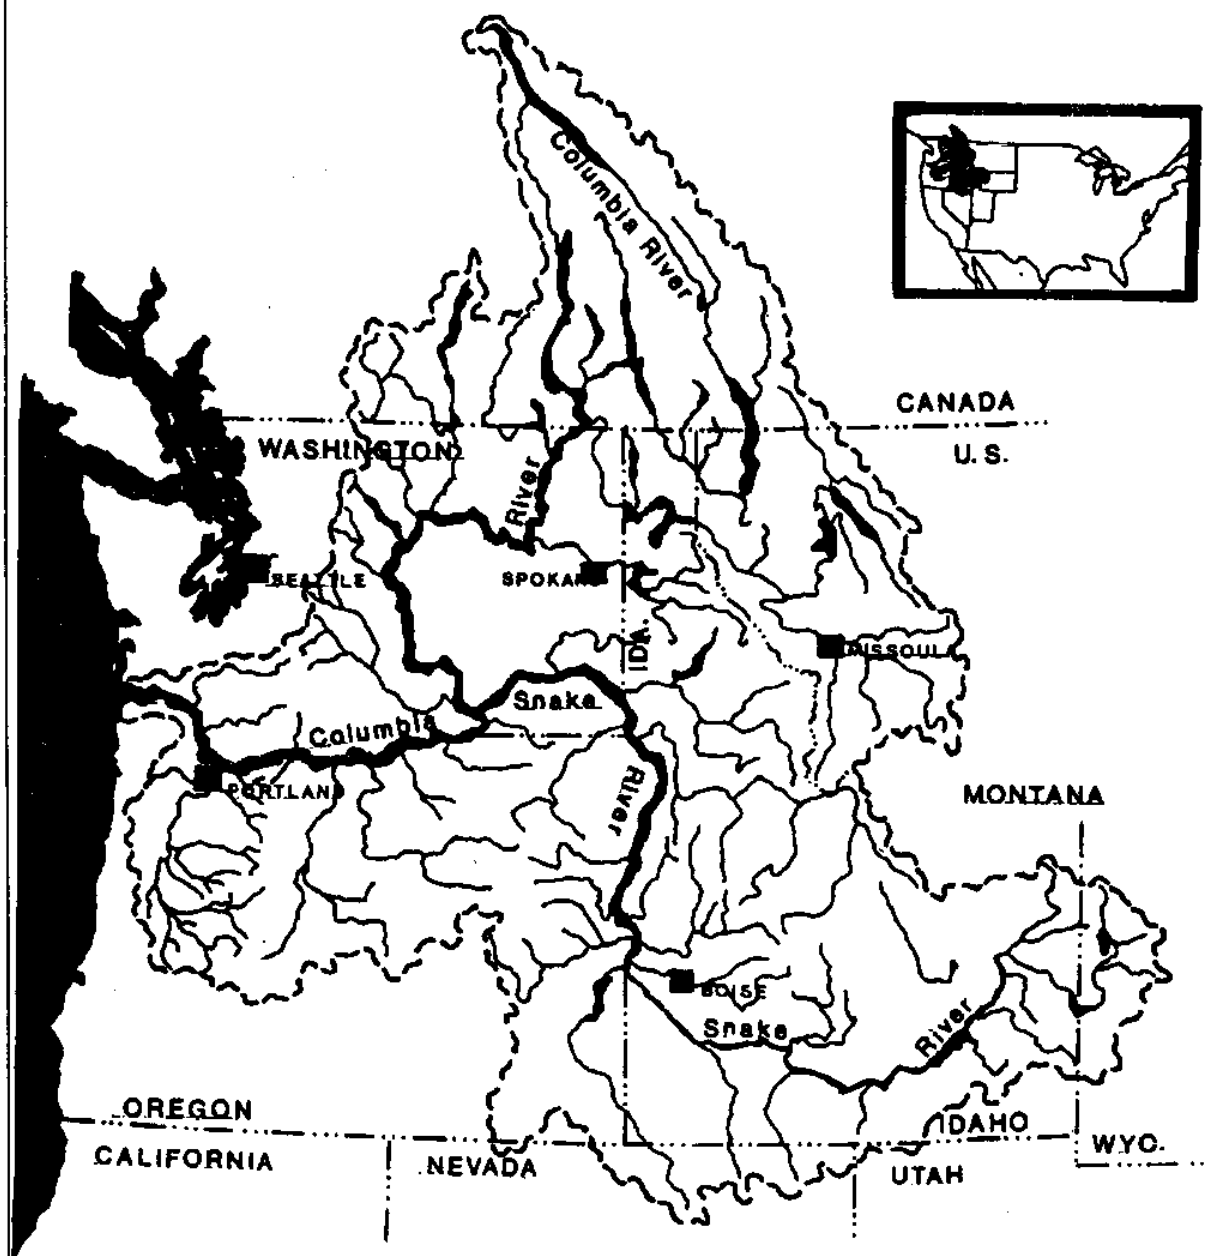 Columbia River
CANADA
U.S.
WASHINGTON
River
SEATTLE
SPOKANE
IDA.
MISSOULA
Snake
Columbia
PORTLAND
River
MONTANA
BOISE
Snake
River
OREGON
IDAHO
WYO.
CALIFORNIA
NEVADA
UTAH